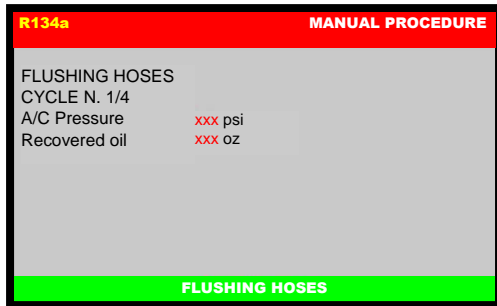 R134a MANUAL PROCEDURE
FLUSHING HOSES
CYCLE N. 1/4
A/C Pressure xxx psi
Recovered oil xxx oz
FLUSHING HOSES